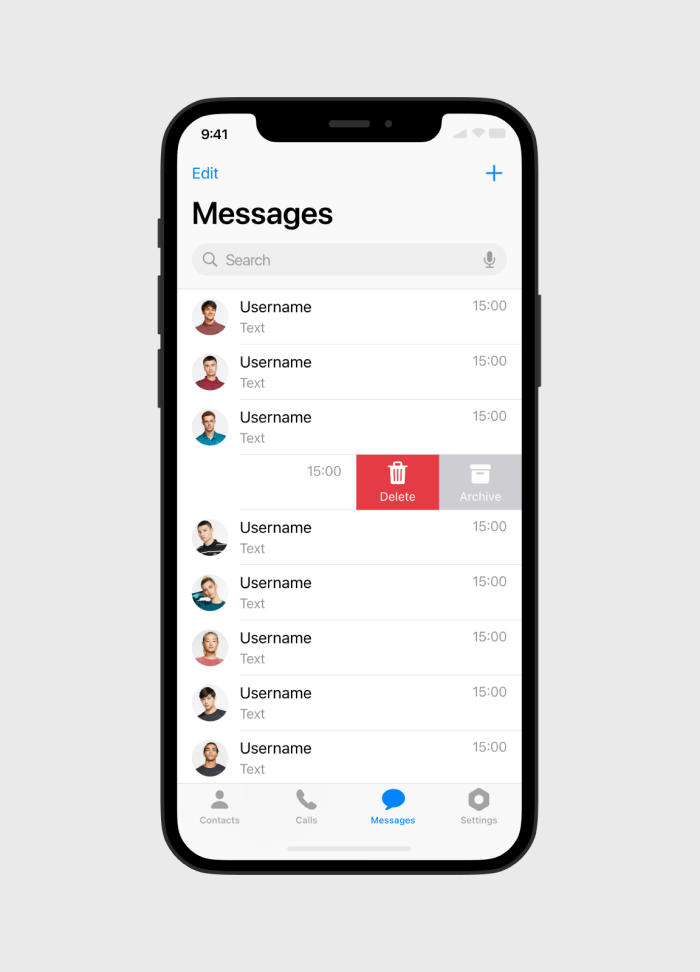 9:41
Edit
Messages
Search
Username 15:00
Text
Username 15:00
Text
Username 15:00
Text
15:00
Delete Archive
Username 15:00
Text
Username 15:00
Text
Username 15:00
Text
Username 15:00
Text
Username 15:00
Text
Contacts Calls Messages Settings